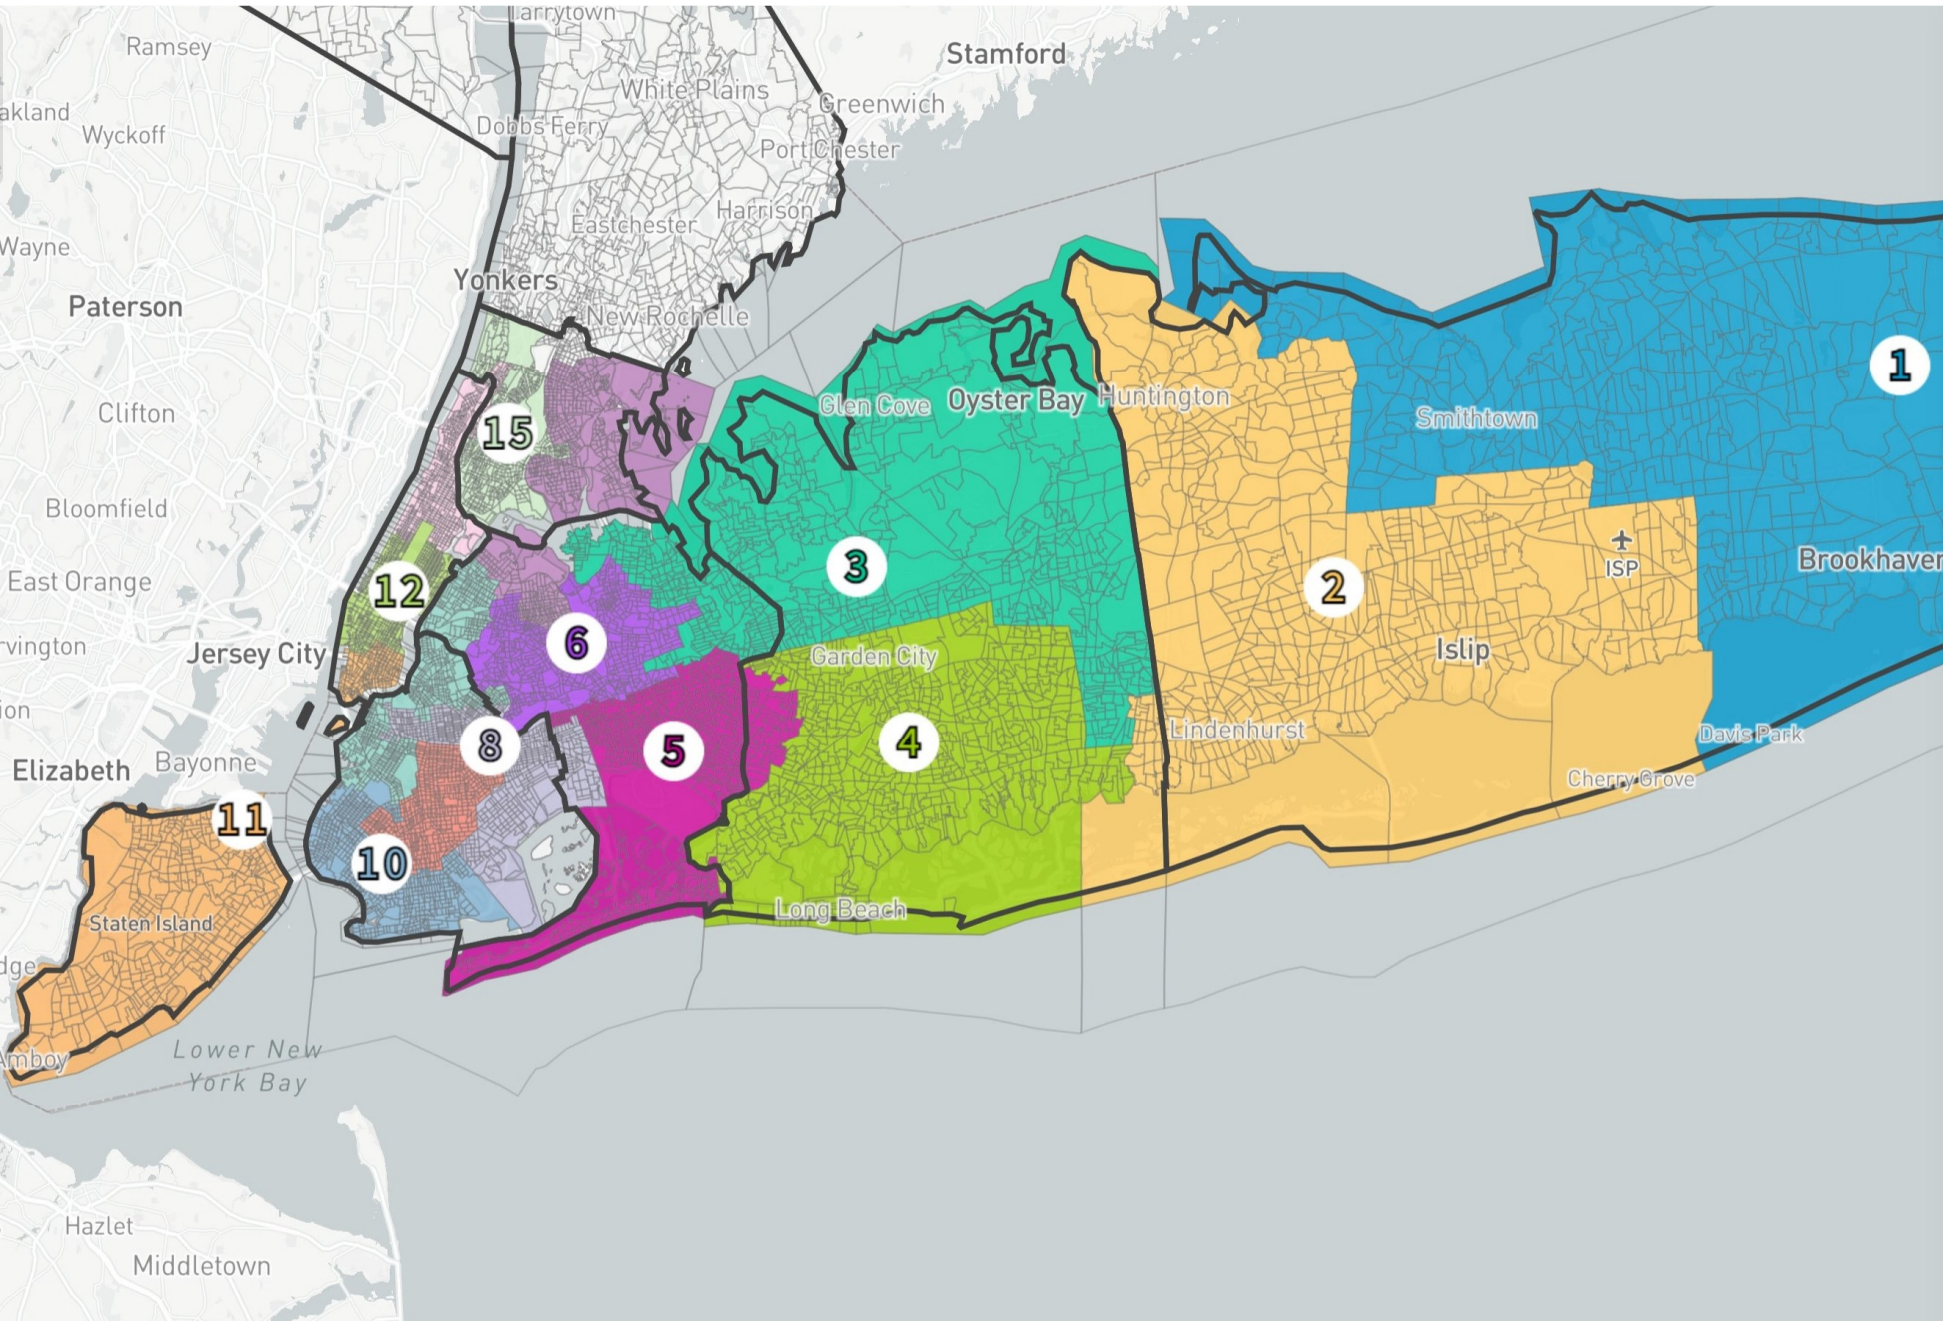 arrytown
Ramsey
Stamford
White Plains
Greenwich
akland
Wyckoff
Dobbs Ferry
Port Chester
Harrison
Eastchester
Wayne
Yonkers
Paterson
New Rochelle
1
Clifton
Glen Cove
Oyster Bay
Huntington
Smithtown
15
Bloomfield
ISP
Brookhaven
3
East Orange
12
2
6
rvington
Jersey City
Garden City
Islip
ion
8
5
4
Lindenhurst
Davis Park
Elizabeth
Bayonne
Cherry Grove
11
10
Staten Island
Long Beach
dge
Amboy
Lower New
York Bay
Hazlet
Middletown